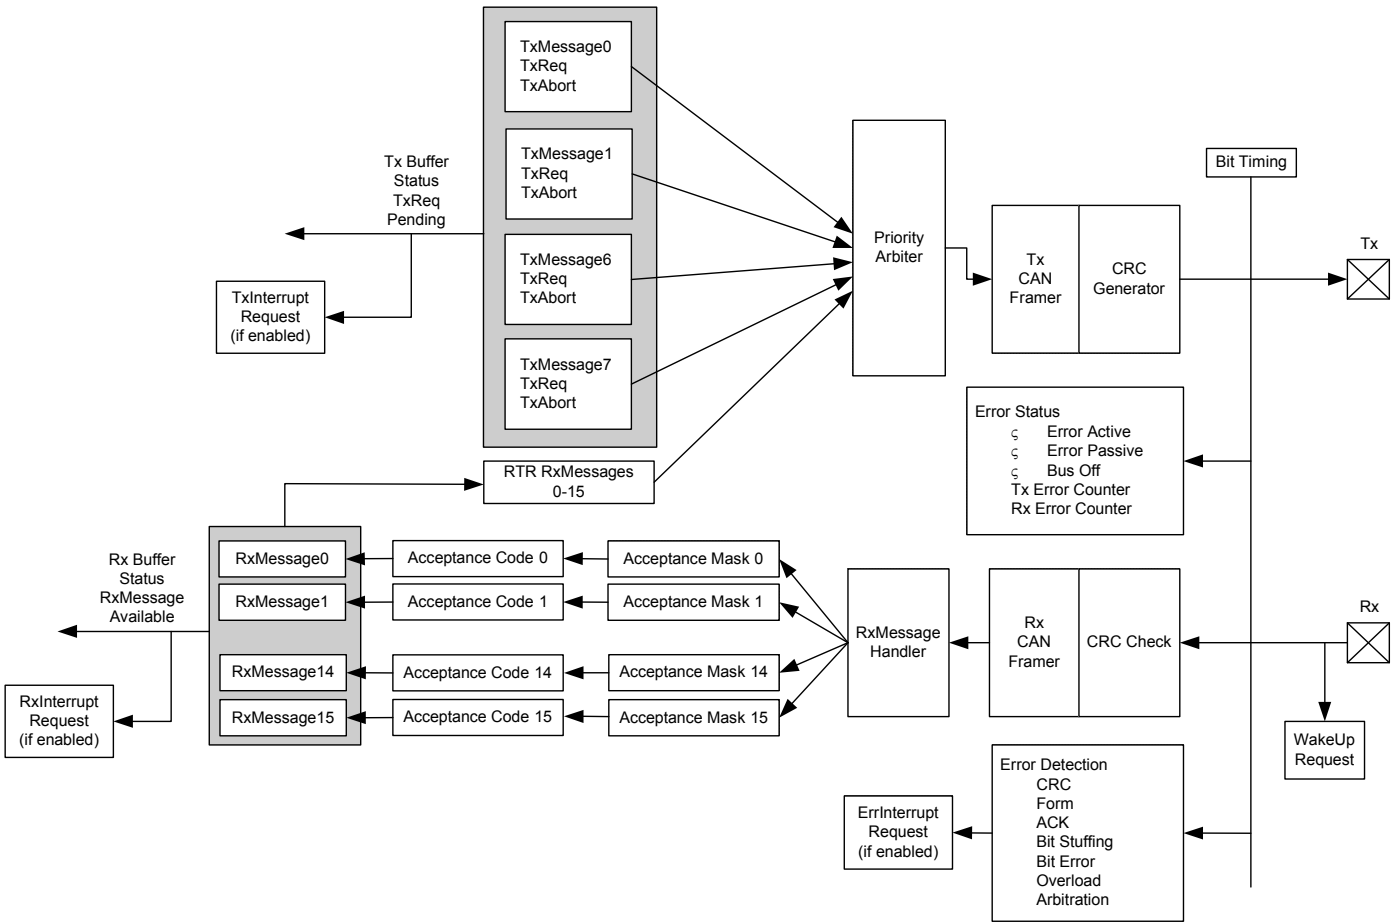 TxMessage0
TxReq
TxAbort
TxMessage1
TxReq
TxAbort
TxMessage6
TxReq
TxAbort
TxMessage7
TxReq
TxAbort
Tx Buffer
Status
TxReq
Pending
TxInterrupt
Request
(if enabled)
Priority
Arbiter
Tx
CAN
Framer
CRC
Generator
Bit Timing
Tx
Error Status
ς Error Active
ς Error Passive
ς Bus Off
Tx Error Counter
Rx Error Counter
RTR RxMessages
0-15
Rx Buffer
Status
RxMessage
Available
RxInterrupt
Request
(if enabled)
RxMessage0
Acceptance Code 0
Acceptance Mask 0
RxMessage1
Acceptance Code 1
Acceptance Mask 1
RxMessage14
Acceptance Code 14
Acceptance Mask 14
RxMessage15
Acceptance Code 15
Acceptance Mask 15
RxMessage
Handler
Rx
CAN
Framer
CRC Check
Rx
WakeUp
Request
Error Detection
CRC
Form
ACK
Bit Stuffing
Bit Error
Overload
Arbitration
ErrInterrupt
Request
(if enabled)